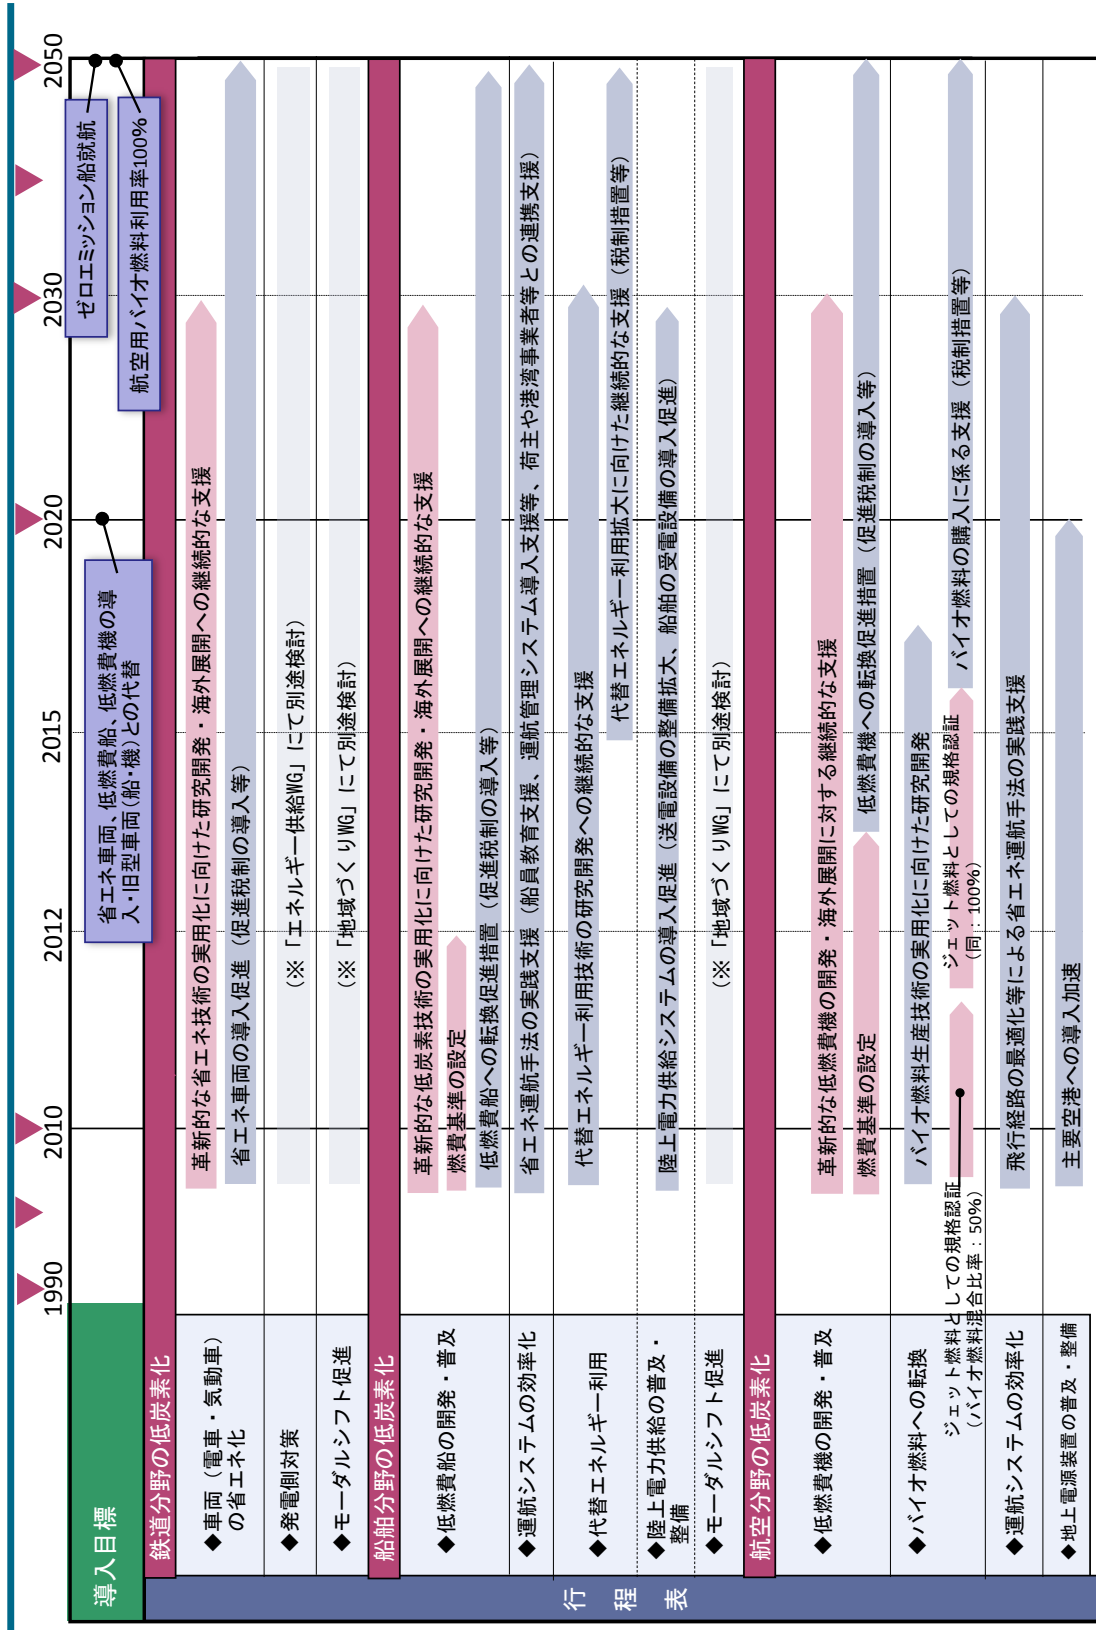 1990
2010
2012
2015
2020
2030
2050
導入目標
省エネ車両、低燃費船、低燃費機の導
入・旧型車両(船・機)との代替
ゼロエミッション船就航
航空用バイオ燃料利用率100%
行程表
鉄道分野の低炭素化
◆車両（電車・気動車）
の省エネ化
革新的な省エネ技術の実用化に向けた研究開発・海外展開への継続的な支援
省エネ車両の導入促進（促進税制の導入等）
◆発電側対策
（※「エネルギー供給WG」にて別途検討）
◆モーダルシフト促進
（※「地域づくりWG」にて別途検討）
船舶分野の低炭素化
◆低燃費船の開発・普及
革新的な低炭素技術の実用化に向けた研究開発・海外展開への継続的な支援
燃費基準の設定
低燃費船への転換促進措置（促進税制の導入等）
◆運航システムの効率化
省エネ運航手法の実践支援（船員教育支援、運航管理システム導入支援等、荷主や港湾事業者等との連携支援）
◆代替エネルギー利用
代替エネルギー利用技術の研究開発への継続的な支援
代替エネルギー利用拡大に向けた継続的な支援（税制措置等）
◆陸上電力供給の普及・
整備
陸上電力供給システムの導入促進（送電設備の整備拡大、船舶の受電設備の導入促進）
◆モーダルシフト促進
（※「地域づくりWG」にて別途検討）
航空分野の低炭素化
◆低燃費機の開発・普及
革新的な低燃費機の開発・海外展開に対する継続的な支援
燃費基準の設定
低燃費機への転換促進措置（促進税制の導入等）
◆バイオ燃料への転換
バイオ燃料生産技術の実用化に向けた研究開発
ジェット燃料としての規格認証
（バイオ燃料混合比率：50%）
ジェット燃料としての規格認証
（同：100%）
バイオ燃料の購入に係る支援（税制措置等）
◆運航システムの効率化
飛行経路の最適化等による省エネ運航手法の実践支援
◆地上電源装置の普及・整備
主要空港への導入加速